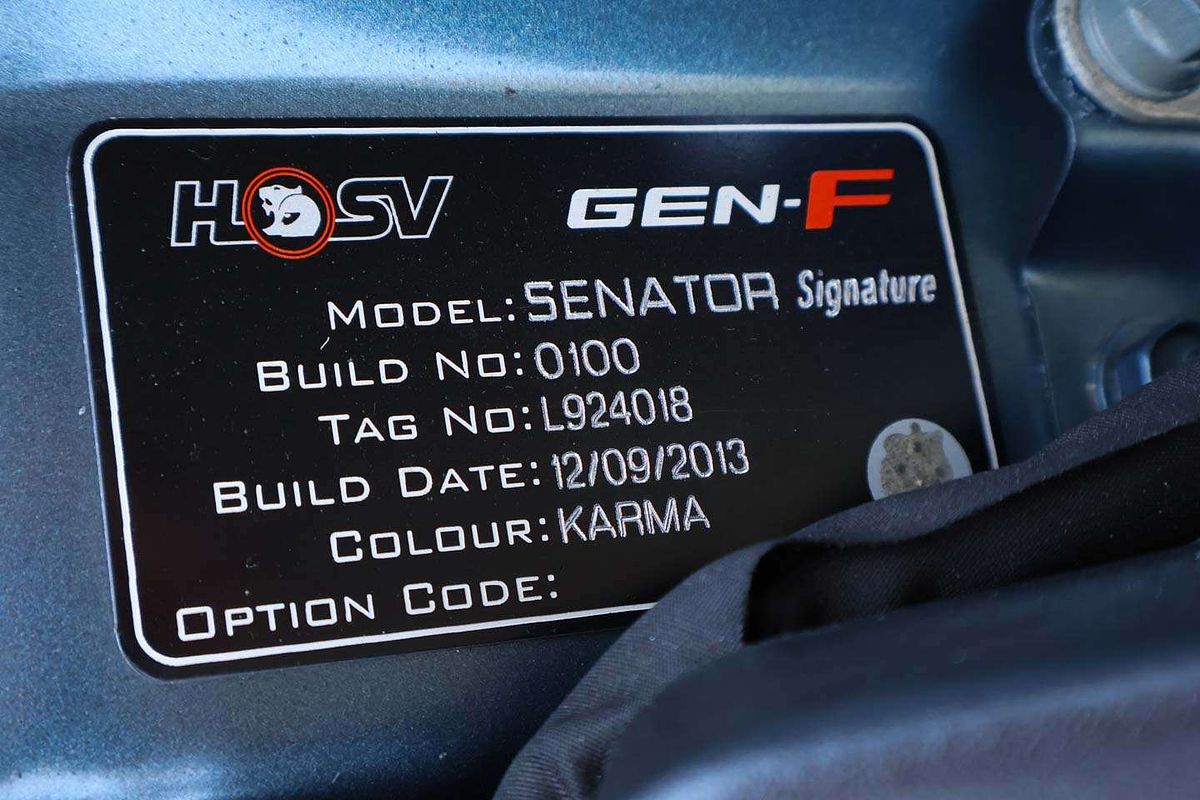 HSV GEN-F
MODEL: SENATOR Signature
BUILD NO: 0100
TAG NO: L924018
BUILD DATE: 12/09/2013
COLOUR: KARMA
OPTION CODE: